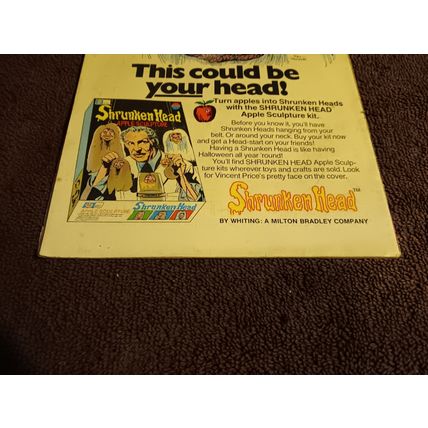 This could be
your head!
Turn apples into Shrunken Heads
with the SHRUNKEN HEAD
Apple Sculpture kit.
Before you know it, you'll have
Shrunken Heads hanging from your
belt. Or around your neck. Buy your kit now
and get a Head-start on your friends!
Having a Shrunken Head is like having
Halloween all year 'round!
You'll find SHRUNKEN HEAD Apple Sculp-
ture kits wherever toys and crafts are sold. Look
for Vincent Price's pretty face on the cover.
Shrunken Head
APPLE SCULPTURE
Shrunken Head
Shrunken Head TM
BY WHITING: A MILTON BRADLEY COMPANY